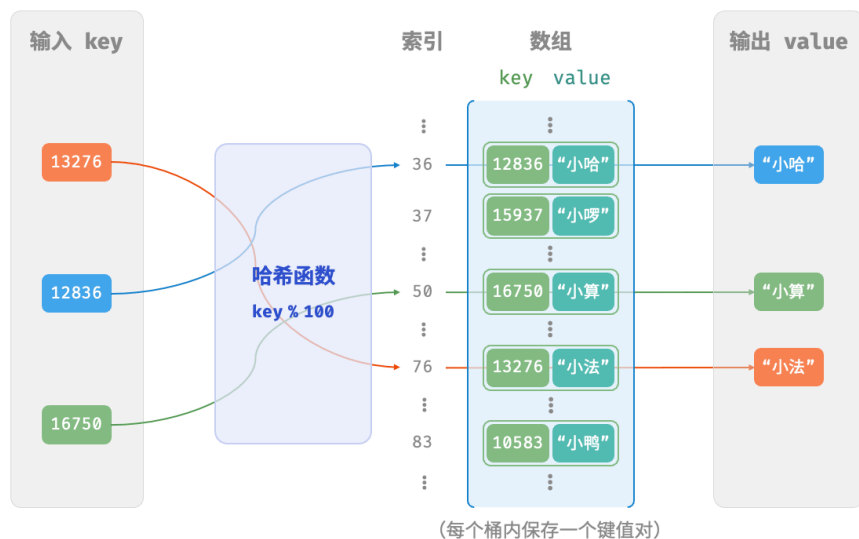 输入 key
索引
数组
输出 value
key value
13276
36
12836 “小哈”
“小哈”
37
15937 “小啰”
哈希函数
key % 100
12836
50
16750 “小算”
“小算”
76
13276 “小法”
“小法”
16750
83
10583 “小鸭”
(每个桶内保存一个键值对)